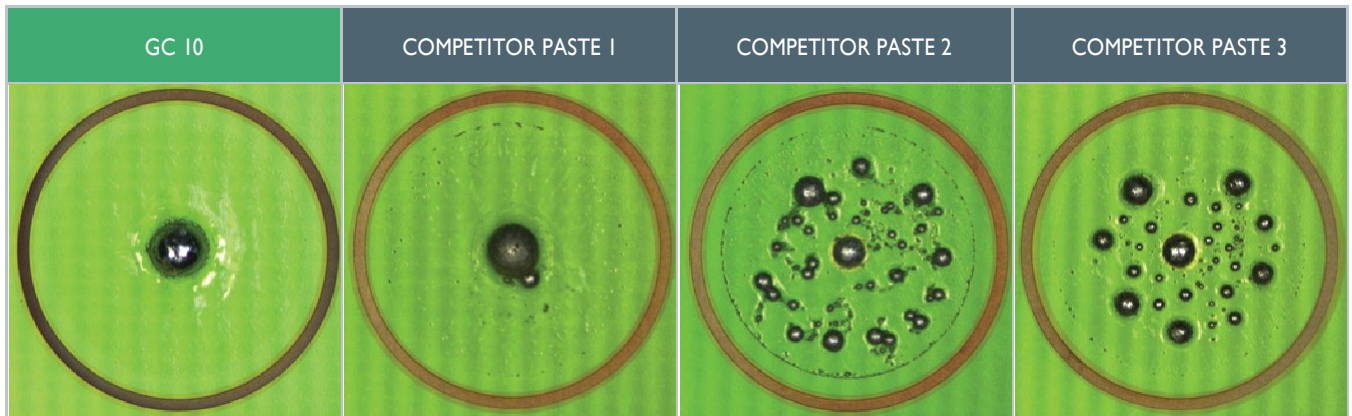 GC 10
COMPETITOR PASTE 1
COMPETITOR PASTE 2
COMPETITOR PASTE 3